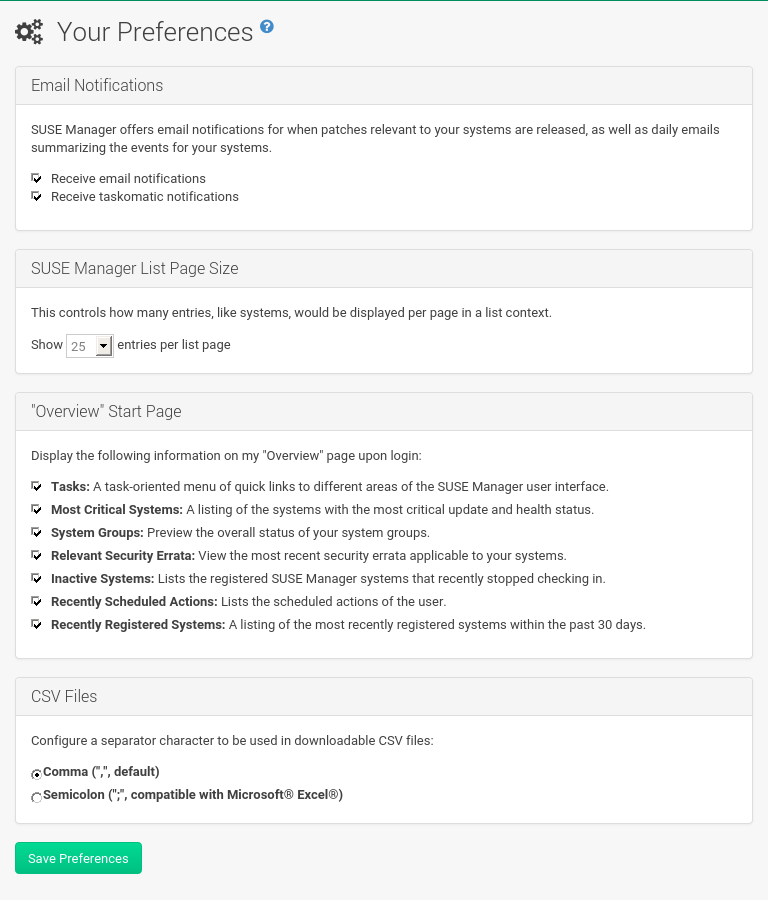 Your Preferences ?
Email Notifications
SUSE Manager offers email notifications for when patches relevant to your systems are released, as well as daily emails
summarizing the events for your systems.
Receive email notifications
Receive taskomatic notifications
SUSE Manager List Page Size
This controls how many entries, like systems, would be displayed per page in a list context.
Show 25 entries per list page
"Overview" Start Page
Display the following information on my "Overview" page upon login:
Tasks: A task-oriented menu of quick links to different areas of the SUSE Manager user interface.
Most Critical Systems: A listing of the systems with the most critical update and health status.
System Groups: Preview the overall status of your system groups.
Relevant Security Errata: View the most recent security errata applicable to your systems.
Inactive Systems: Lists the registered SUSE Manager systems that recently stopped checking in.
Recently Scheduled Actions: Lists the scheduled actions of the user.
Recently Registered Systems: A listing of the most recently registered systems within the past 30 days.
CSV Files
Configure a separator character to be used in downloadable CSV files:
Comma (",", default)
Semicolon (";", compatible with Microsoft® Excel®)
Save Preferences